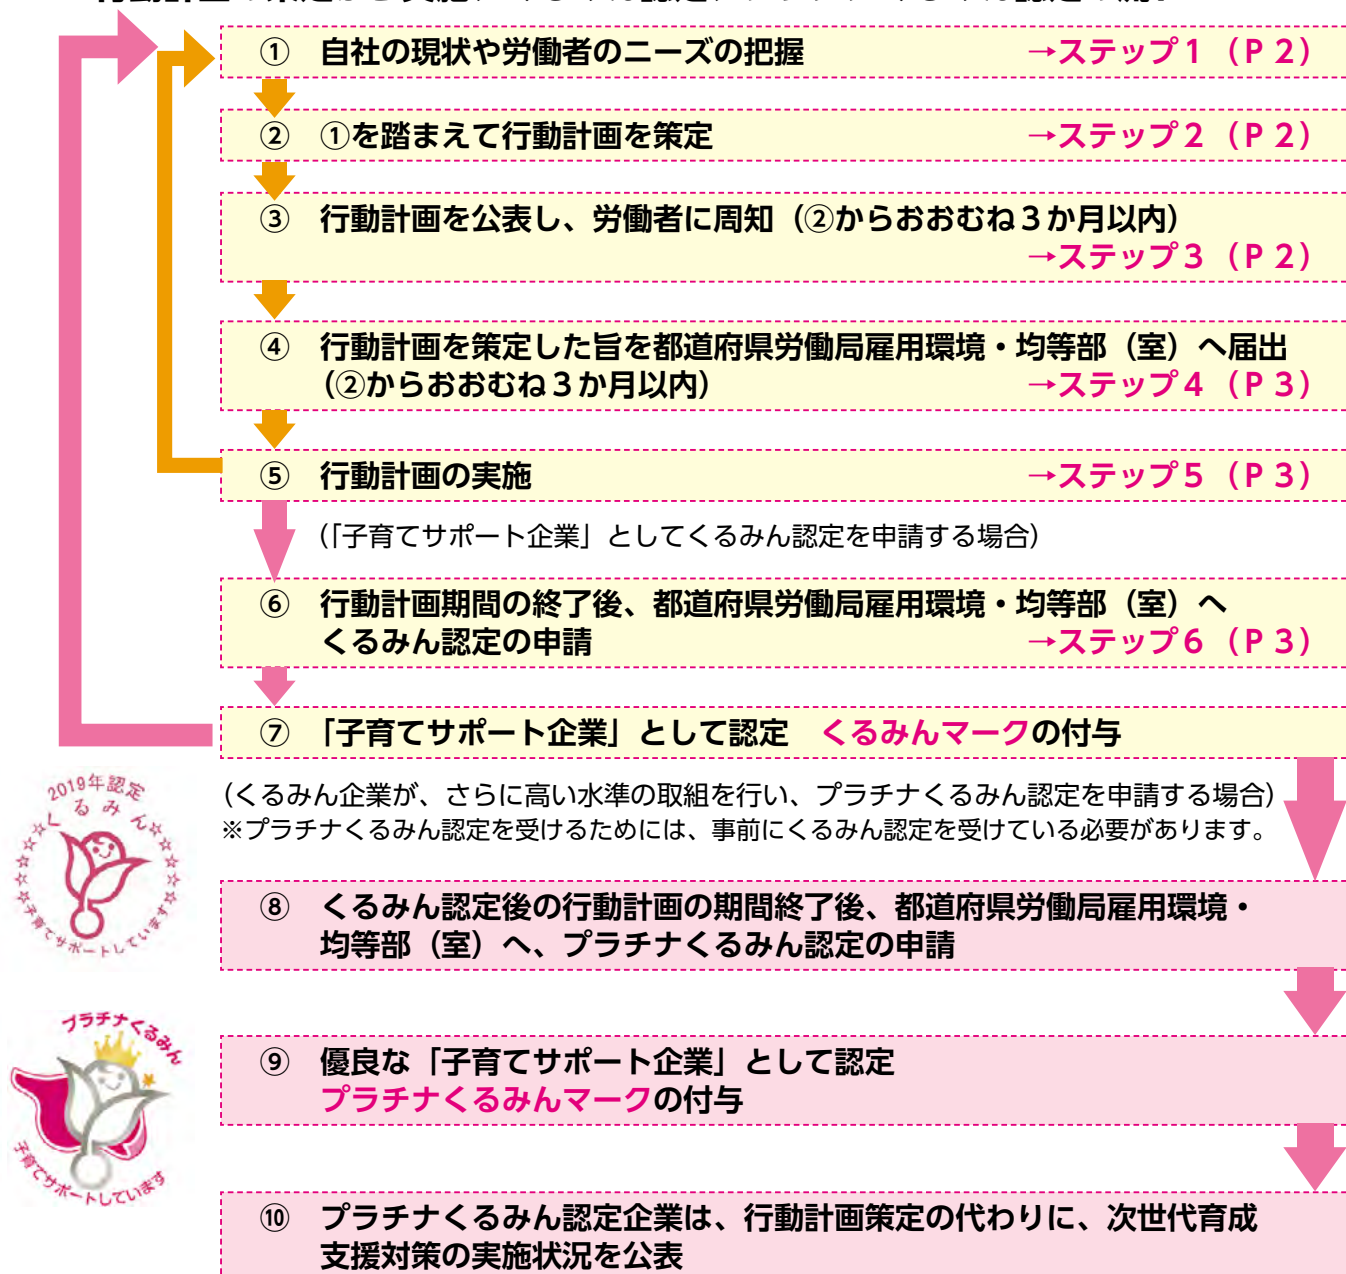 ① 自社の現状や労働者のニーズの把握 →ステップ1（P 2）
② ①を踏まえて行動計画を策定 →ステップ2（P 2）
③ 行動計画を公表し、労働者に周知（②からおおむね3か月以内）
→ステップ3（P 2）
④ 行動計画を策定した旨を都道府県労働局雇用環境・均等部（室）へ届出
（②からおおむね3か月以内） →ステップ4（P 3）
⑤ 行動計画の実施 →ステップ5（P 3）
（「子育てサポート企業」としてくるみん認定を申請する場合）
⑥ 行動計画期間の終了後、都道府県労働局雇用環境・均等部（室）へ
くるみん認定の申請 →ステップ6（P 3）
⑦ 「子育てサポート企業」として認定 くるみんマークの付与
2019年認定
くるみん
子育てサポートしています
（くるみん企業が、さらに高い水準の取組を行い、プラチナくるみん認定を申請する場合）
※プラチナくるみん認定を受けるためには、事前にくるみん認定を受けている必要があります。
⑧ くるみん認定後の行動計画の期間終了後、都道府県労働局雇用環境・
均等部（室）へ、プラチナくるみん認定の申請
プラチナくるみん
子育てサポートしています
⑨ 優良な「子育てサポート企業」として認定
プラチナくるみんマークの付与
⑩ プラチナくるみん認定企業は、行動計画策定の代わりに、次世代育成
支援対策の実施状況を公表